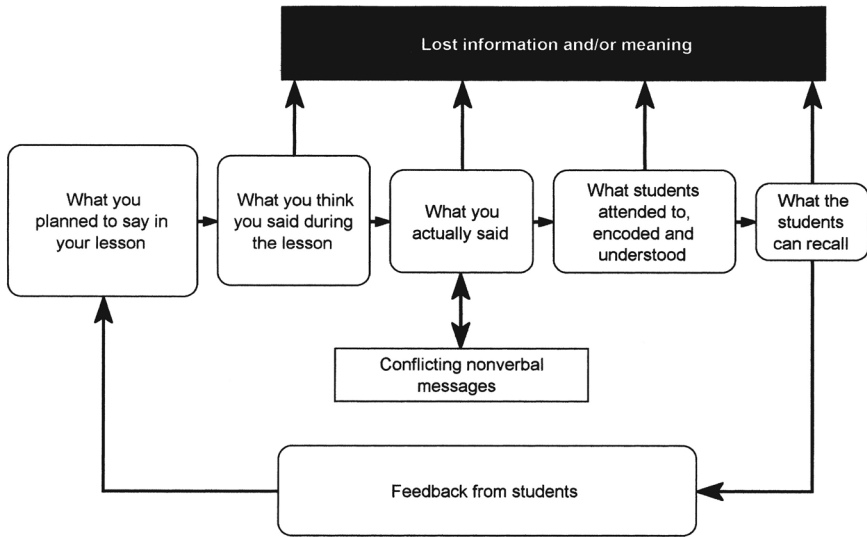 Lost information and/or meaning
What you
planned to say in
your lesson
What you think
you said during
the lesson
What you
actually said
What students
attended to,
encoded and
understood
What the
students
can recall
Conflicting nonverbal
messages
Feedback from students